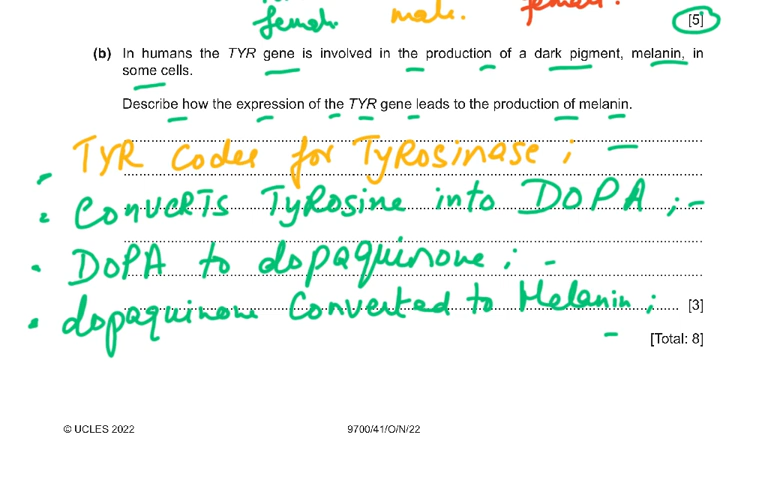 female. male. female.
[5]
(b) In humans the TYR gene is involved in the production of a dark pigment, melanin, in
some cells.
Describe how the expression of the TYR gene leads to the production of melanin.
TYR Codes for TYRosinase ;
Converts TyRosine into DOPA ; -
DOPA to dopaquinone ; -
dopaquinone Converted to Melanin ; [3]
[Total: 8]
© UCLES 2022 9700/41/O/N/22